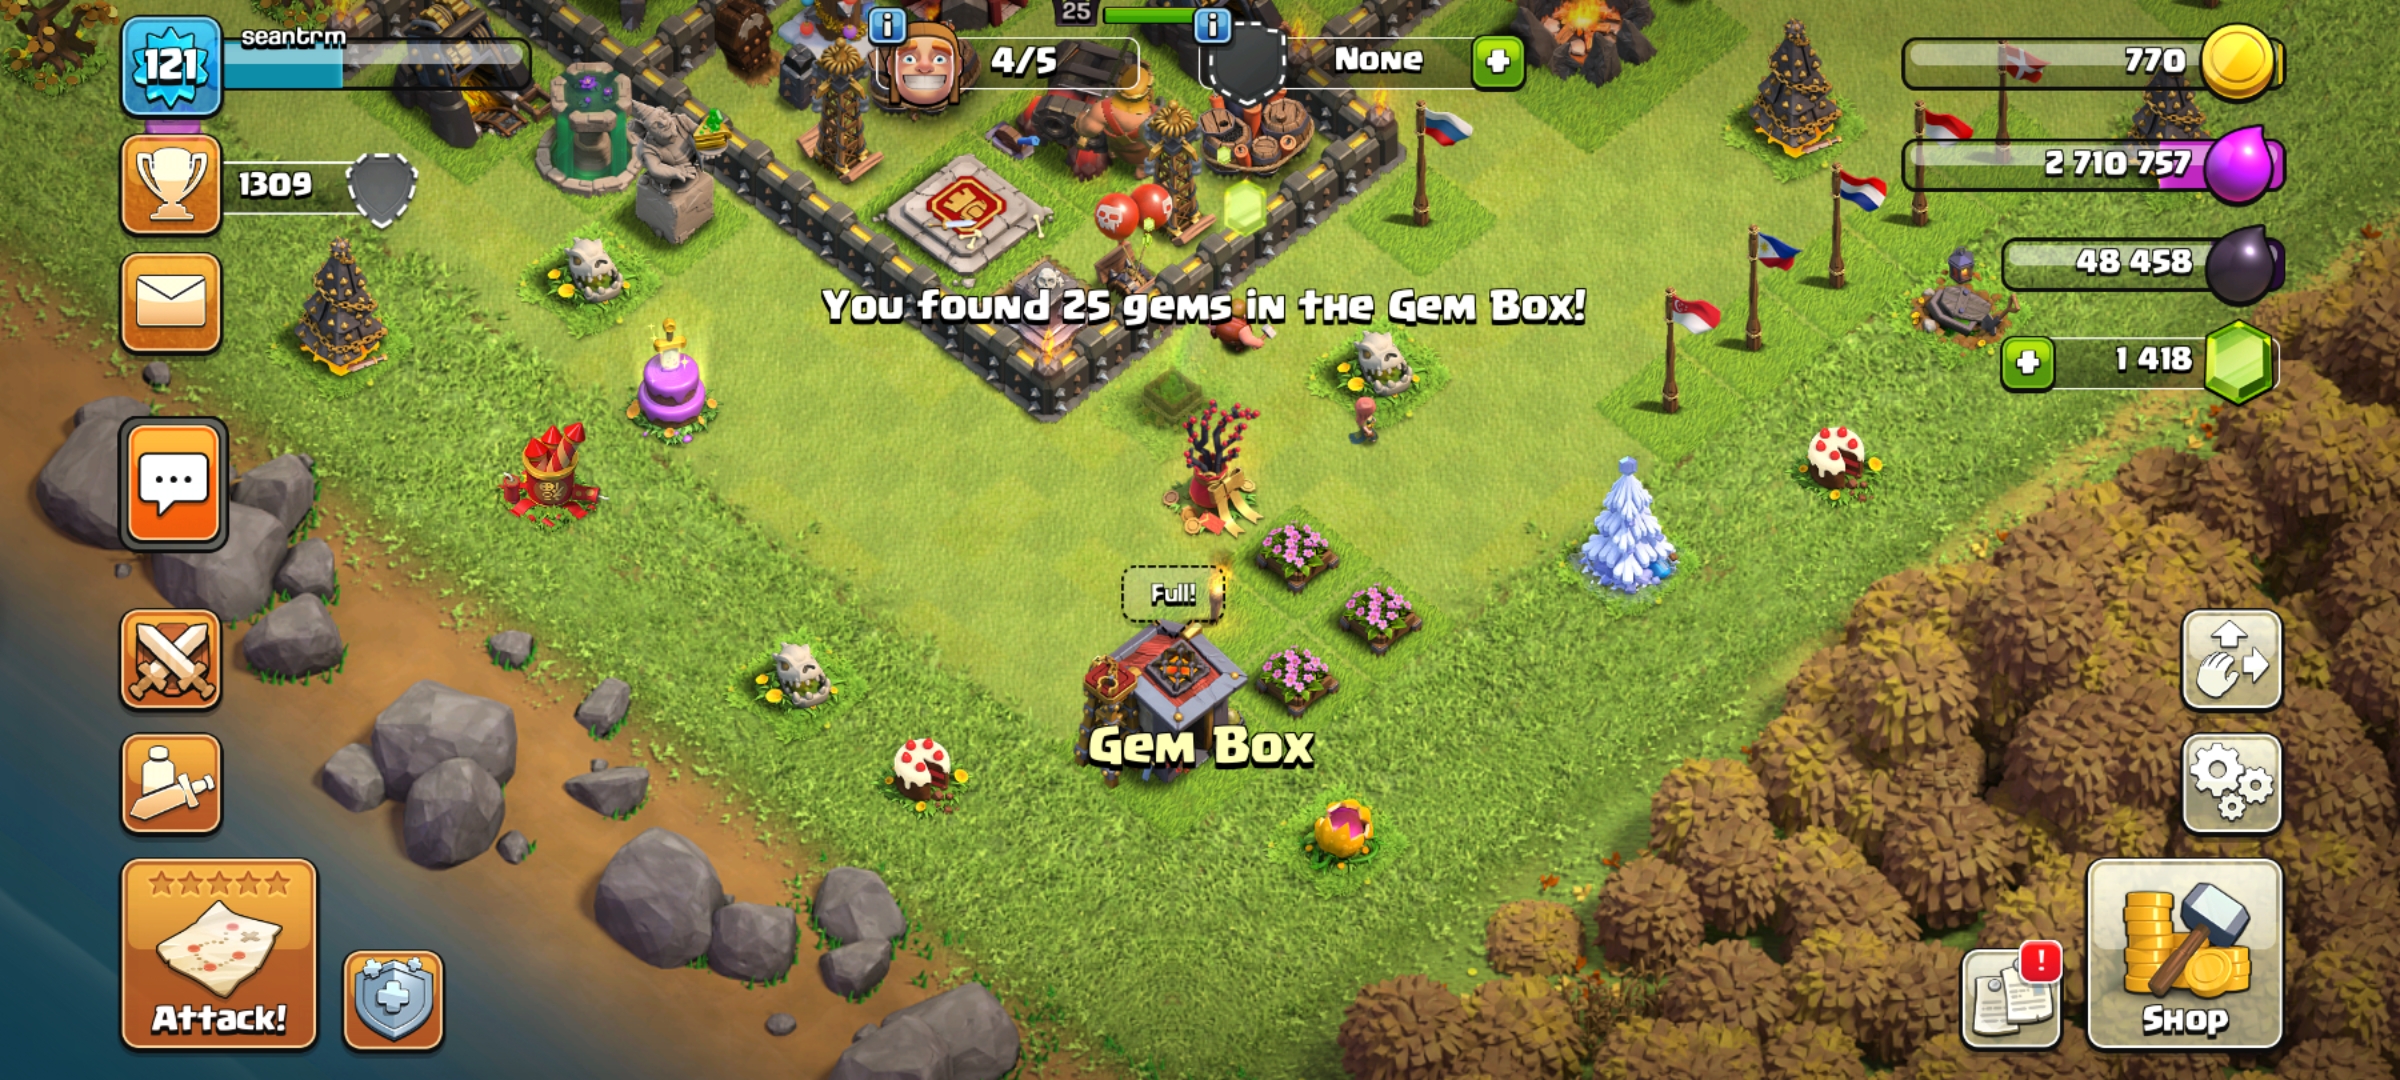 25
seantrm
121
4/5
None
770
1309
2 710 757
48 458
You found 25 gems in the Gem Box!
1 418
Full!
Gem Box
!
Attack!
Shop